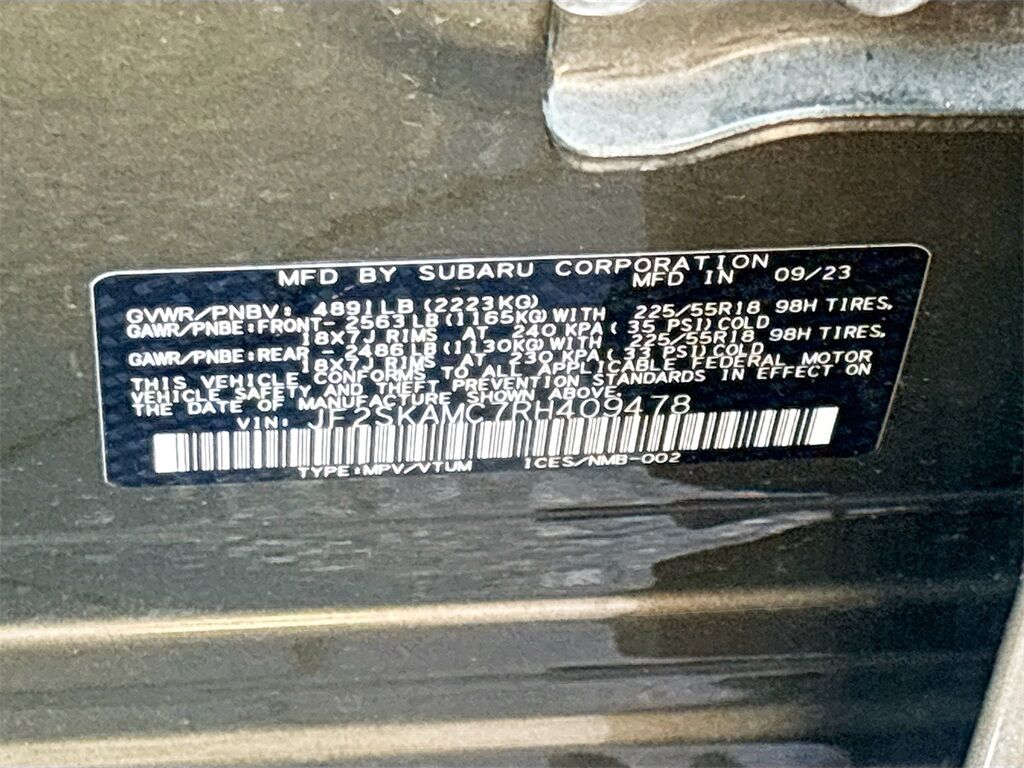 MFD BY SUBARU CORPORATION
MFD IN 09/23
GVWR/PNBV: 4891LB (2223KG)
GAWR/PNBE:FRONT- 2563LB(1165KG)WITH 225/55R18 98H TIRES,
18X7J RIMS AT 240 KPA( 35 PSI)COLD
GAWR/PNBE:REAR - 2486LB(1130KG)WITH 225/55R18 98H TIRES,
18X7J RIMS AT 230 KPA( 33 PSI)COLD
THIS VEHICLE CONFORMS TO ALL APPLICABLE FEDERAL MOTOR
VEHICLE SAFETY AND THEFT PREVENTION STANDARDS IN EFFECT ON
THE DATE OF MANUFACTURE SHOWN ABOVE.
VIN: JF2SKAMC7RH409478
TYPE:MPV/VTUM ICES/NMB-002